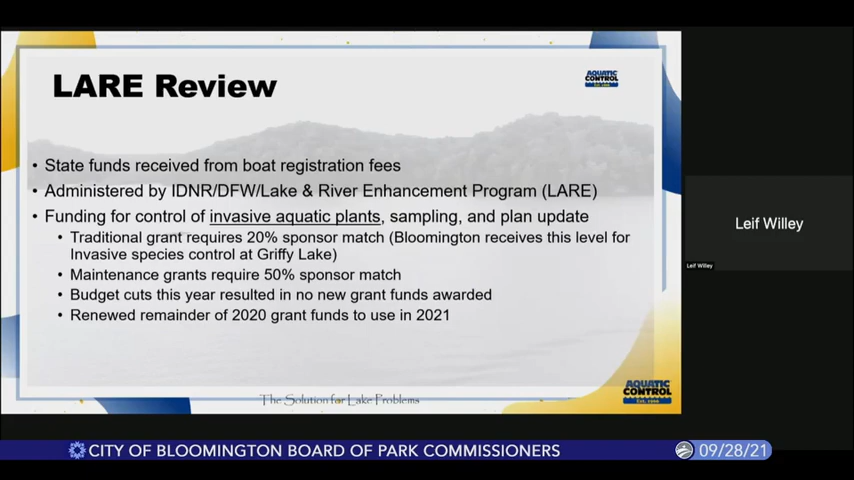 LARE Review
AQUATIC
CONTROL
• State funds received from boat registration fees
• Administered by IDNR/DFW/Lake & River Enhancement Program (LARE)
• Funding for control of invasive aquatic plants, sampling, and plan update
• Traditional grant requires 20% sponsor match (Bloomington receives this level for
Invasive species control at Griffy Lake)
• Maintenance grants require 50% sponsor match
• Budget cuts this year resulted in no new grant funds awarded
• Renewed remainder of 2020 grant funds to use in 2021
The Solution for Lake Problems
AQUATIC
CONTROL
Leif Willey
Leif Willey
CITY OF BLOOMINGTON BOARD OF PARK COMMISSIONERS
09/28/21